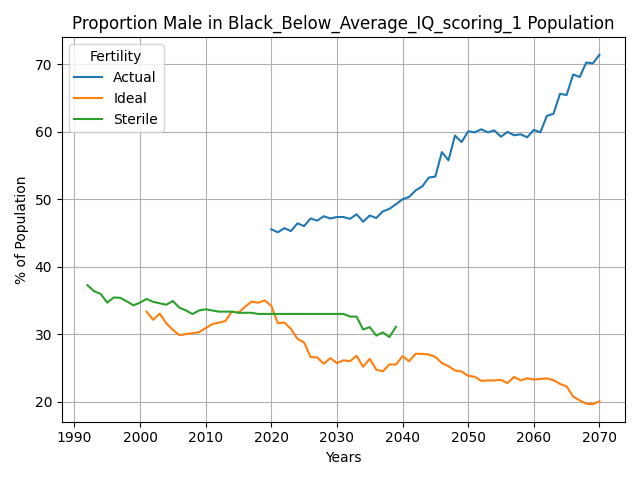 Proportion Male in Black_Below_Average_IQ_scoring_1 Population
Fertility
Actual
Ideal
Sterile
% of Population
70
60
50
40
30
20
1990 2000 2010 2020 2030 2040 2050 2060 2070
Years